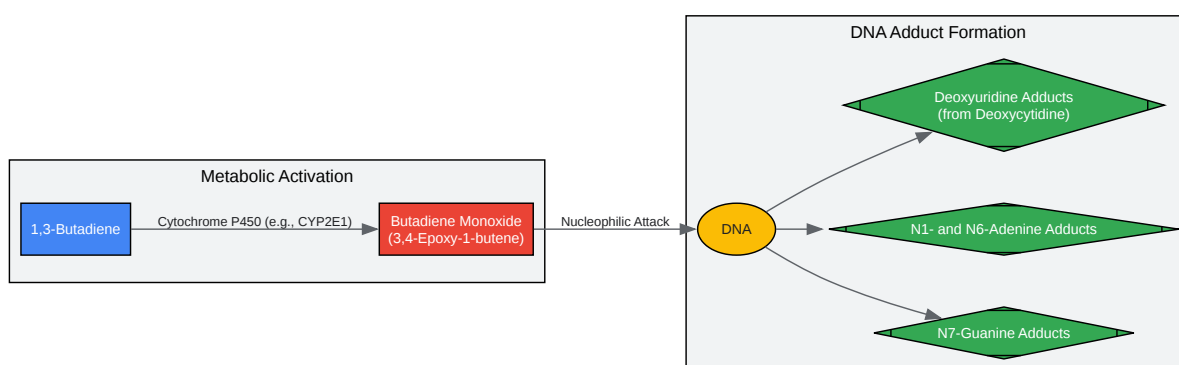 Metabolic Activation
1,3-Butadiene
Cytochrome P450 (e.g., CYP2E1)
Butadiene Monoxide
(3,4-Epoxy-1-butene)
Nucleophilic Attack
DNA Adduct Formation
DNA
Deoxyuridine Adducts
(from Deoxycytidine)
N1- and N6-Adenine Adducts
N7-Guanine Adducts